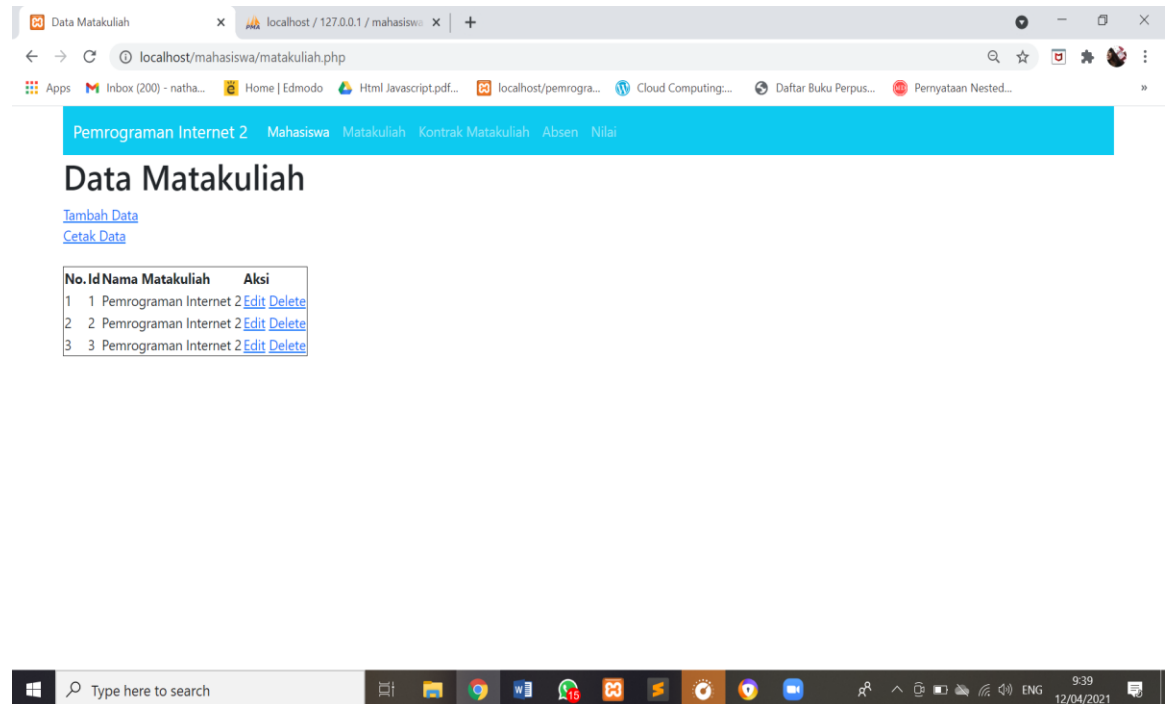 Data Matakuliah
localhost / 127.0.0.1 / mahasiswa
localhost/mahasiswa/matakuliah.php
Apps Inbox (200) - natha... Home | Edmodo Html Javascript.pdf... localhost/pemrogra... Cloud Computing:... Daftar Buku Perpus... Pernyataan Nested... »
Pemrograman Internet 2 Mahasiswa Matakuliah Kontrak Matakuliah Absen Nilai
Data Matakuliah
Tambah Data
Cetak Data
No. Id Nama Matakuliah Aksi
1 1 Pemrograman Internet 2 Edit Delete
2 2 Pemrograman Internet 2 Edit Delete
3 3 Pemrograman Internet 2 Edit Delete
Type here to search 15 ENG 9:39
12/04/2021